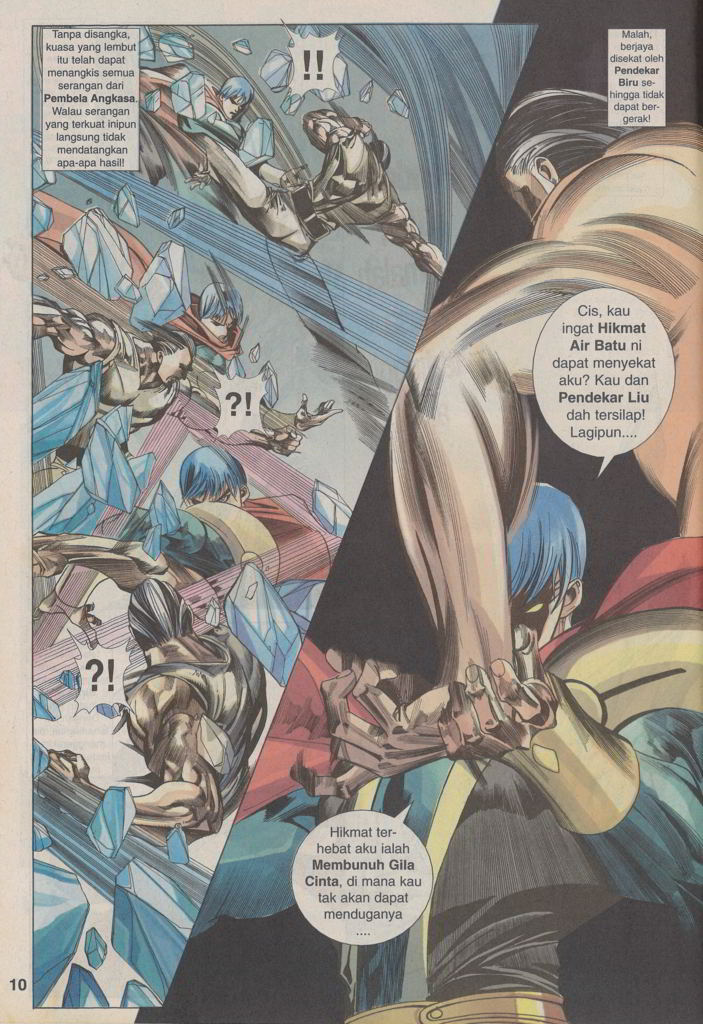 Tanpa disangka,
kuasa yang lembut
itu telah dapat
menangkis semua
serangan dari
Pembela Angkasa.
Walau serangan
yang terkuat inipun
langsung tidak
mendatangkan
apa-apa hasil!
!!
Malah,
berjaya
disekat oleh
Pendekar
Biru se-
hingga tidak
dapat ber-
gerak!
?!
Cis, kau
ingat Hikmat
Air Batu ni
dapat menyekat
aku? Kau dan
Pendekar Liu
dah tersilap!
Lagipun....
?!
Hikmat ter-
hebat aku ialah
Membunuh Gila
Cinta, di mana kau
tak akan dapat
menduganya
....
10